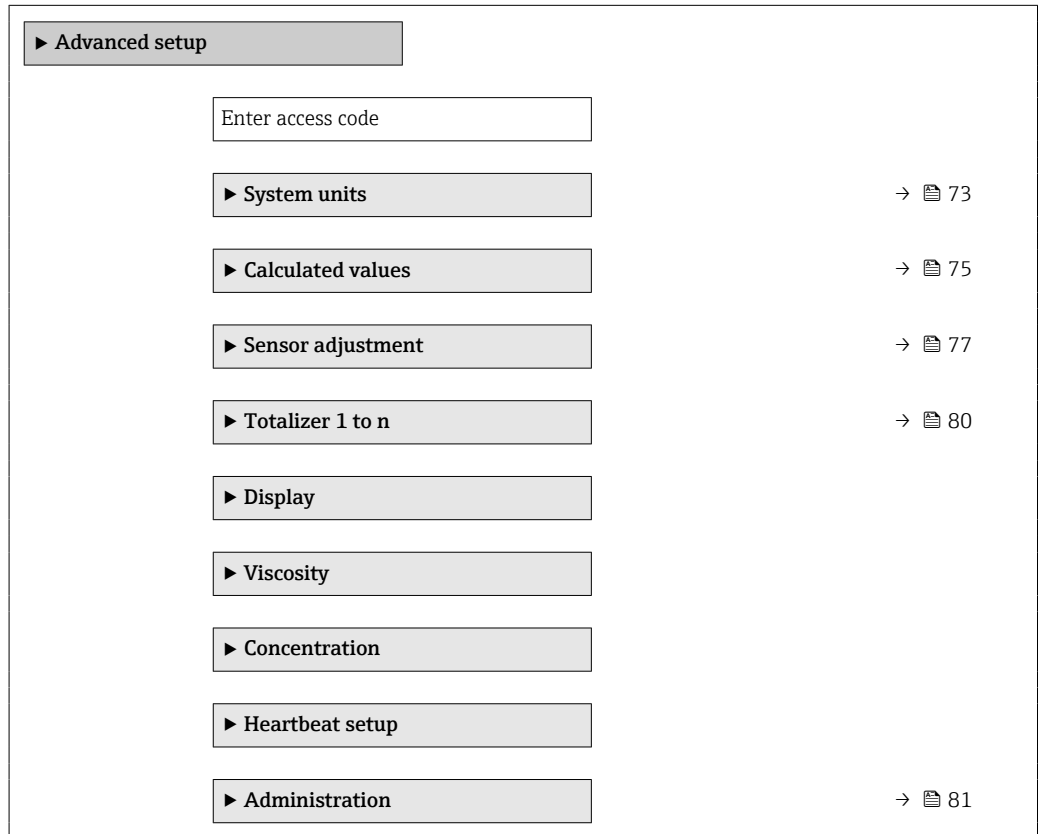 ▶ Advanced setup
Enter access code
▶ System units → 🖹 73
▶ Calculated values → 🖹 75
▶ Sensor adjustment → 🖹 77
▶ Totalizer 1 to n → 🖹 80
▶ Display
▶ Viscosity
▶ Concentration
▶ Heartbeat setup
▶ Administration → 🖹 81